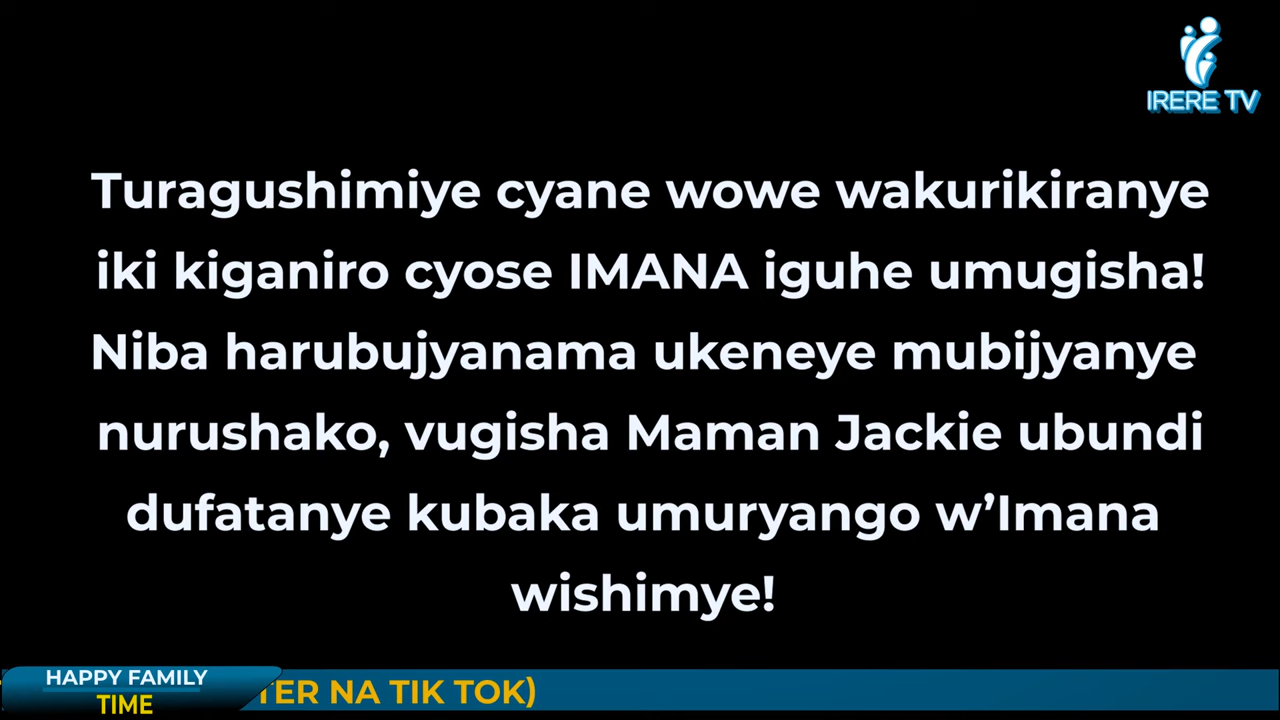 IRERE TV
Turagushimiye cyane wowe wakurikiranye
iki kiganiro cyose IMANA iguhe umugisha!
Niba harubujyanama ukeneye mubijyanye
nurushako, vugisha Maman Jackie ubundi
dufatanye kubaka umuryango w’Imana
wishimye!
HAPPY FAMILY
TIME
TER NA TIK TOK)